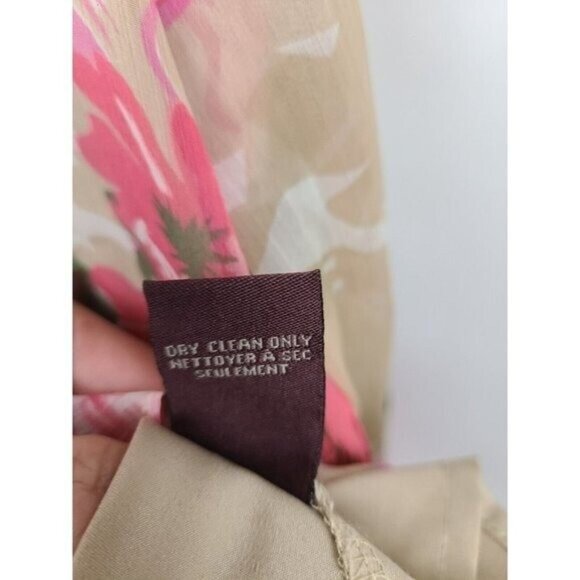 DRY CLEAN ONLY
NETTOYER À SEC
SEULEMENT